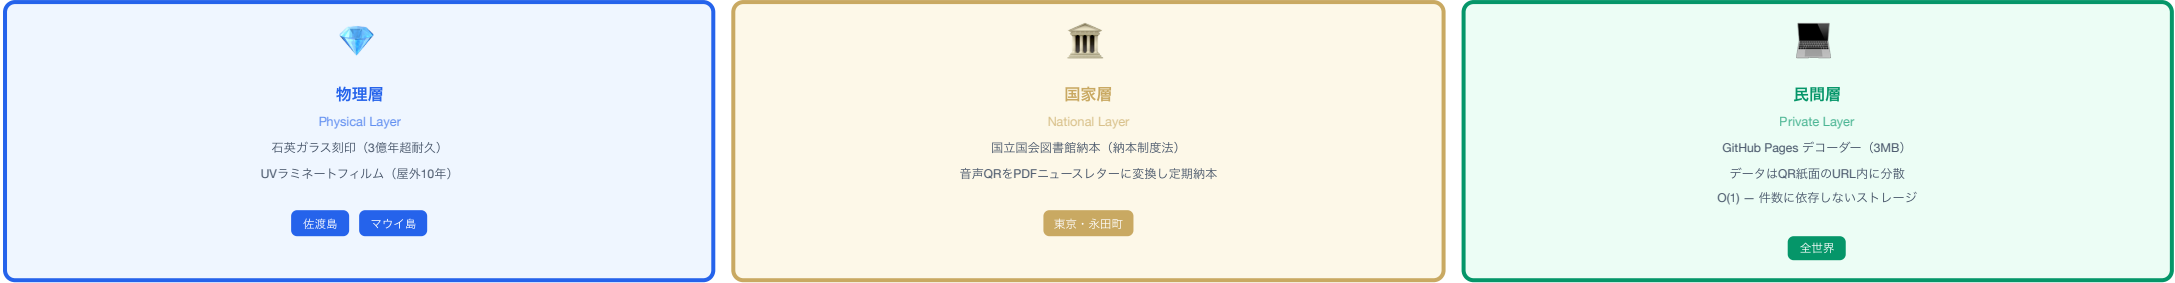 物理層
Physical Layer
石英ガラス刻印（3億年超耐久）
UVラミネートフィルム（屋外10年）
佐渡島
マウイ島
国家層
National Layer
国立国会図書館納本（納本制度法）
音声QRをPDFニュースレターに変換し定期納本
東京・永田町
民間層
Private Layer
GitHub Pages デコーダー（3MB）
データはQR紙面のURL内に分散
O(1) — 件数に依存しないストレージ
全世界